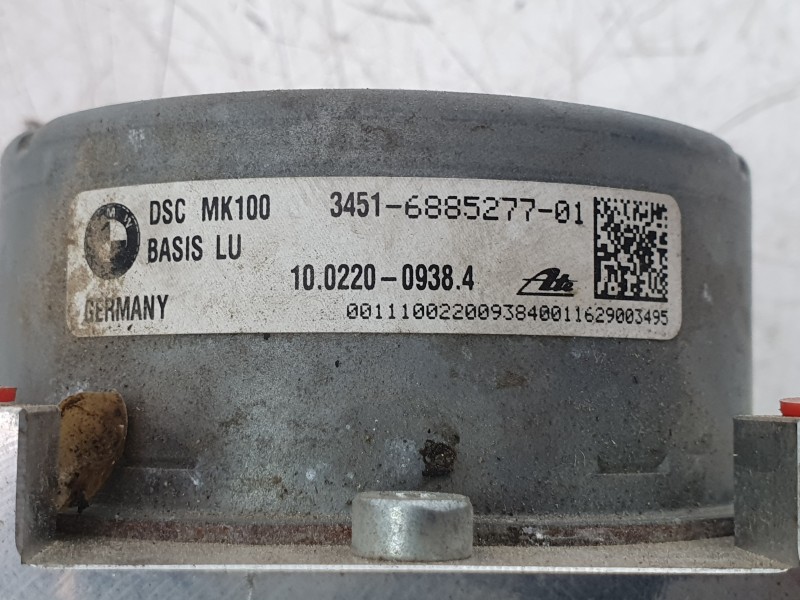 DSC MK100 3451-6885277-01
BASIS LU
10.0220-0938.4 Ate
GERMANY 0011100220093840011629003495